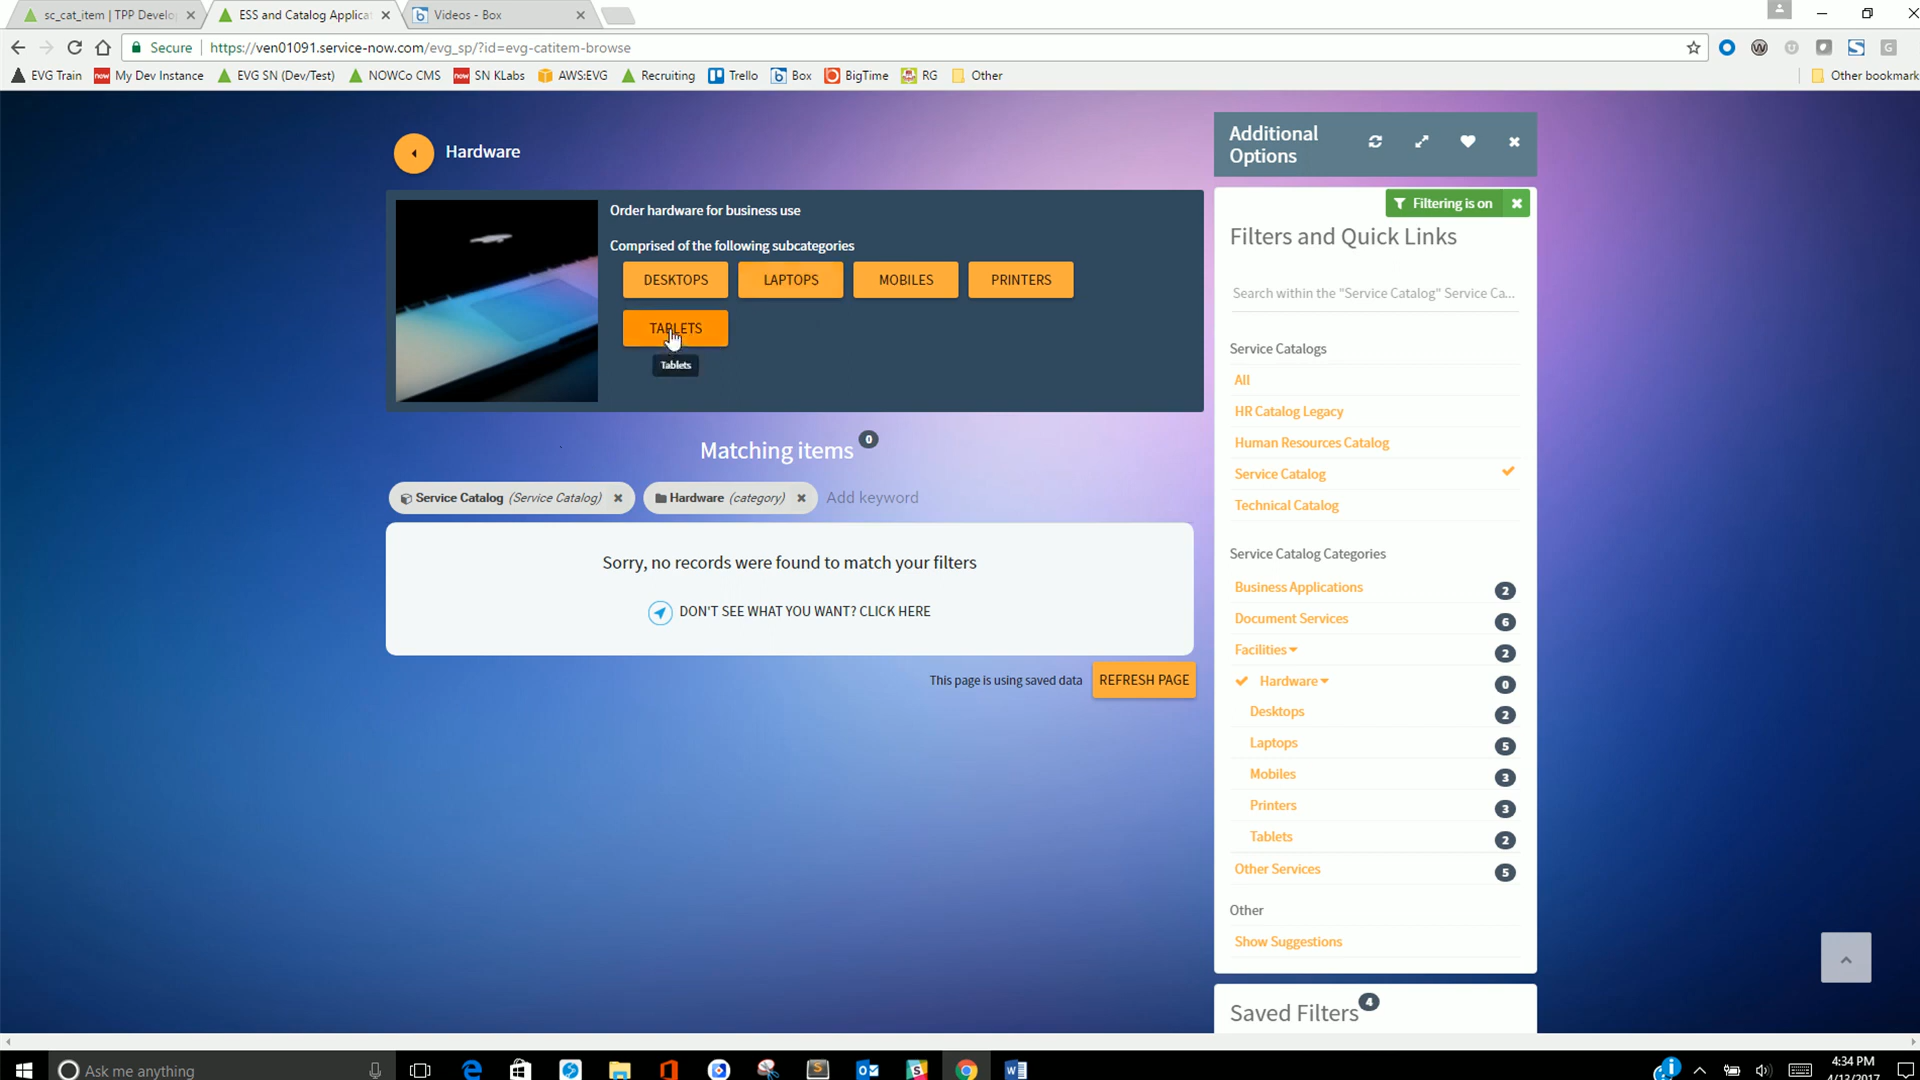 sc_cat_item | TPP Develo
ESS and Catalog Applicat
Videos - Box
Secure
https://ven01091.service-now.com/evg_sp/?id=evg-catitem-browse
EVG Train
My Dev Instance
EVG SN (Dev/Test)
NOWCo CMS
SN KLabs
AWS:EVG
Recruiting
Trello
Box
BigTime
RG
Other
Other bookmark
Hardware
Order hardware for business use
Comprised of the following subcategories
DESKTOPS
LAPTOPS
MOBILES
PRINTERS
TABLETS
Tablets
Matching items 0
Service Catalog (Service Catalog)
Hardware (category)
Add keyword
Sorry, no records were found to match your filters
DON'T SEE WHAT YOU WANT? CLICK HERE
This page is using saved data
REFRESH PAGE
Additional
Options
Filtering is on
Filters and Quick Links
Search within the "Service Catalog" Service Ca...
Service Catalogs
All
HR Catalog Legacy
Human Resources Catalog
Service Catalog
Technical Catalog
Service Catalog Categories
Business Applications 2
Document Services 6
Facilities 2
Hardware 0
Desktops 2
Laptops 5
Mobiles 3
Printers 3
Tablets 2
Other Services 5
Other
Show Suggestions
Saved Filters 4
Ask me anything
4:34 PM
4/13/2017